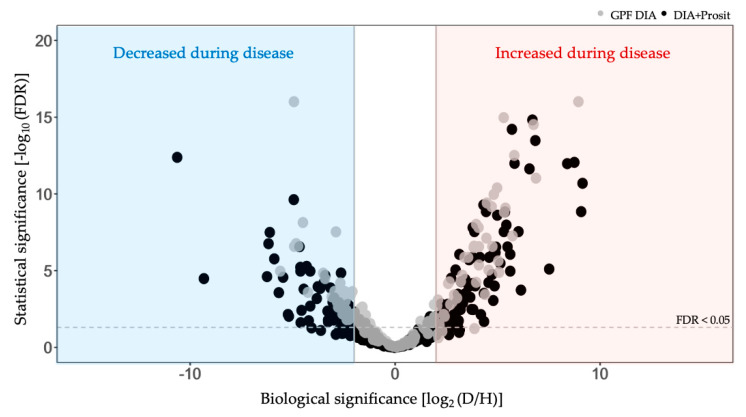 GPF DIA DIA+Prosit
Decreased during disease
Increased during disease
20
15
10
5
0
FDR < 0.05
-10
0
10
Statistical significance [-log10 (FDR)]
Biological significance [log2 (D/H)]